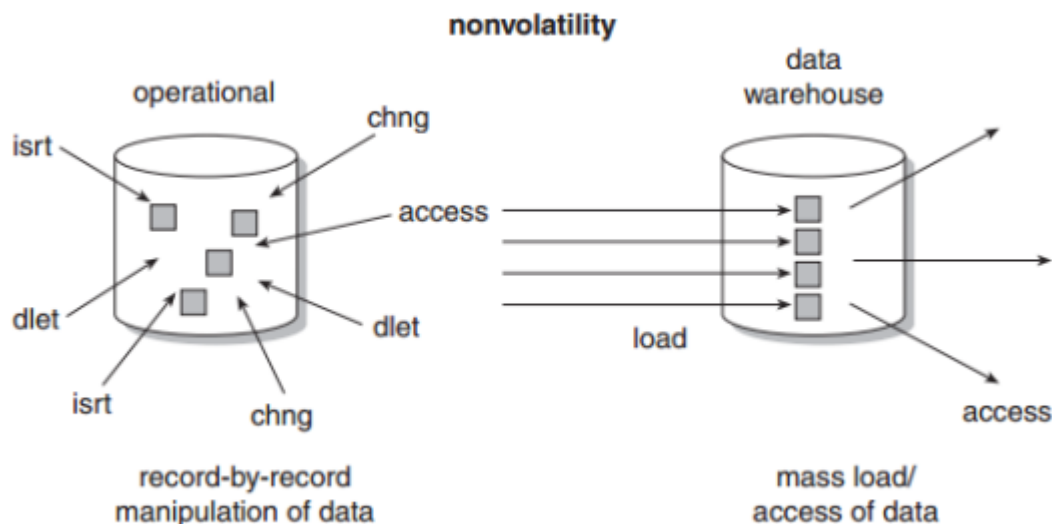 nonvolatility
operational
isrt
chng
access
dlet
dlet
isrt
chng
record-by-record
manipulation of data
data
warehouse
load
access
mass load/
access of data